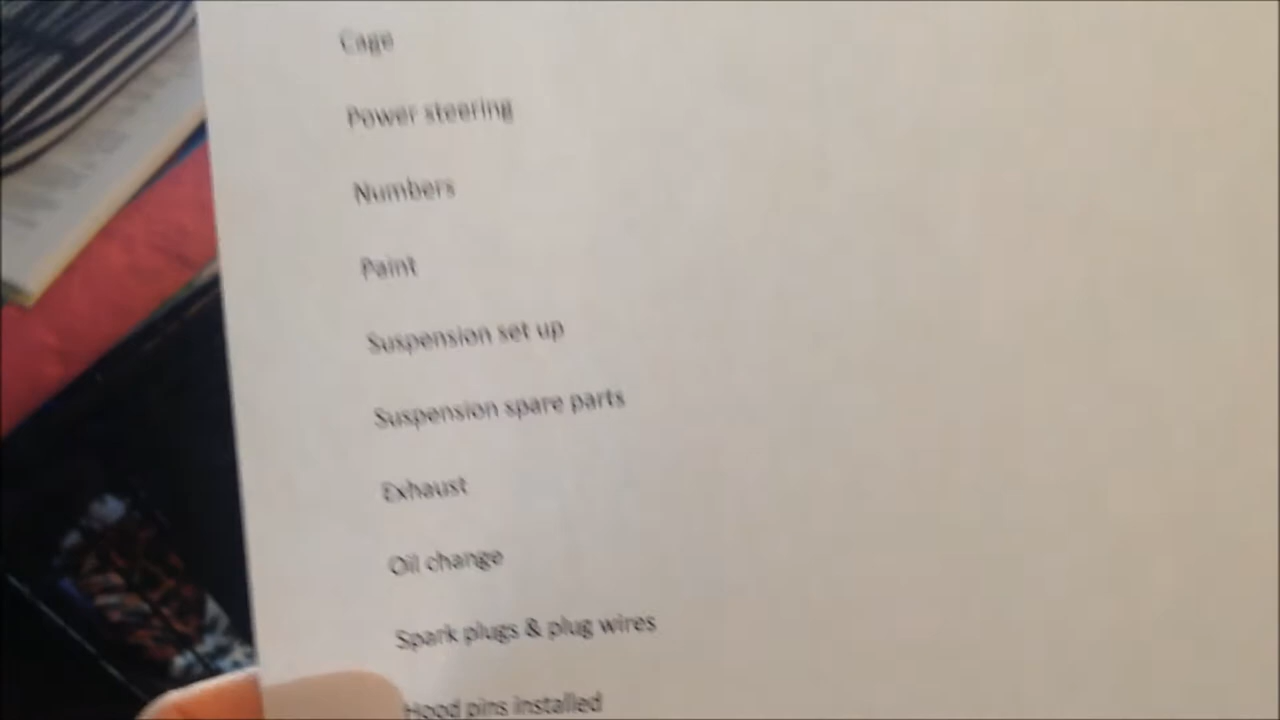 Cage
Power steering
Numbers
Paint
Suspension set up
Suspension spare parts
Exhaust
Oil change
Spark plugs & plug wires
Hood pins installed